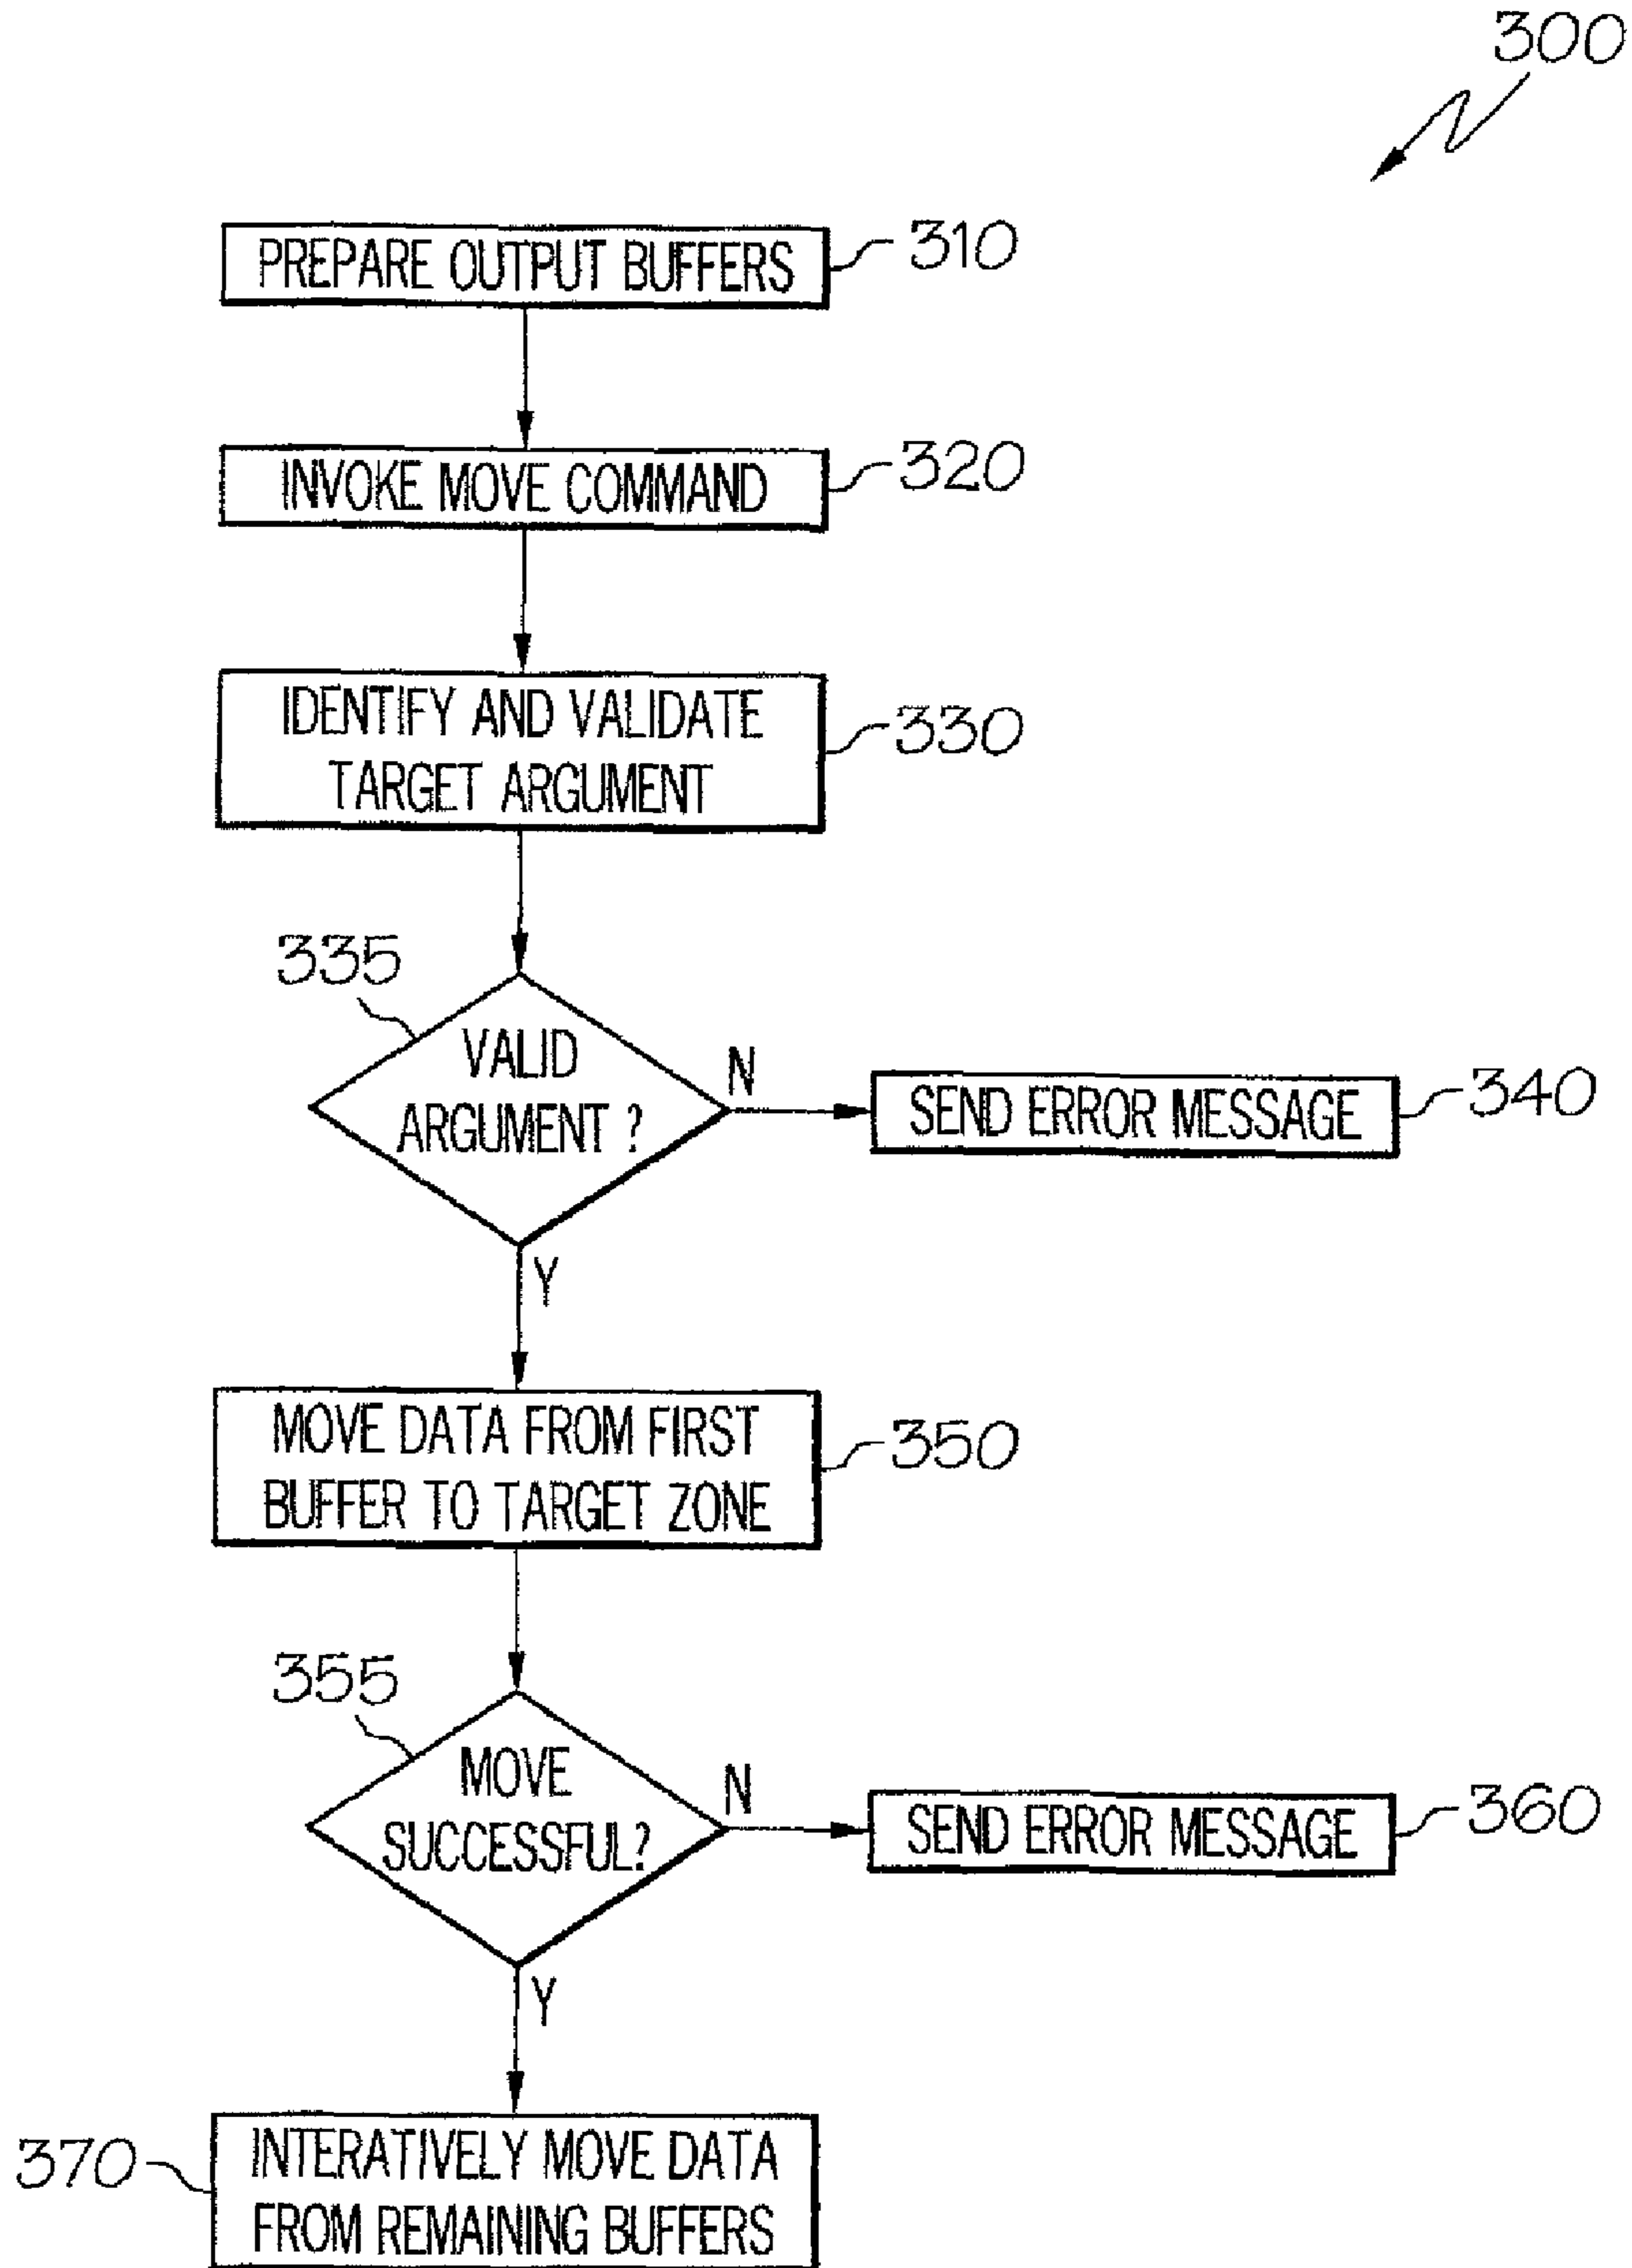 300
PREPARE OUTPUT BUFFERS
310
INVOKE MOVE COMMAND
320
IDENTIFY AND VALIDATE
TARGET ARGUMENT
330
335
VALID
ARGUMENT ?
N
SEND ERROR MESSAGE
340
Y
MOVE DATA FROM FIRST
BUFFER TO TARGET ZONE
350
355
MOVE
SUCCESSFUL?
N
SEND ERROR MESSAGE
360
Y
370
INTERATIVELY MOVE DATA
FROM REMAINING BUFFERS